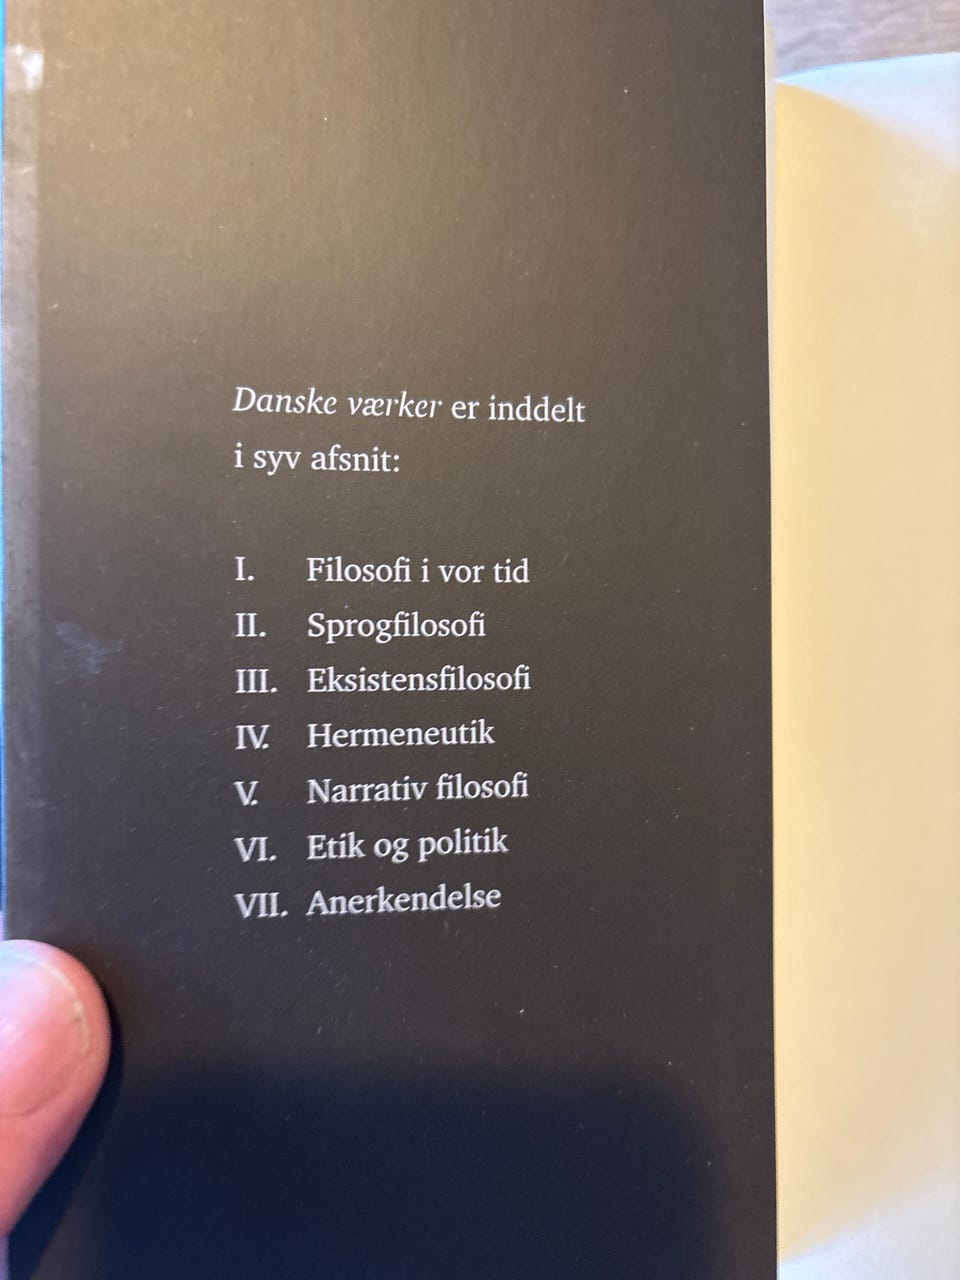 Danske værker er inddelt
i syv afsnit:
I. Filosofi i vor tid
II. Sprogfilosofi
III. Eksistensfilosofi
IV. Hermeneutik
V. Narrativ filosofi
VI. Etik og politik
VII. Anerkendelse